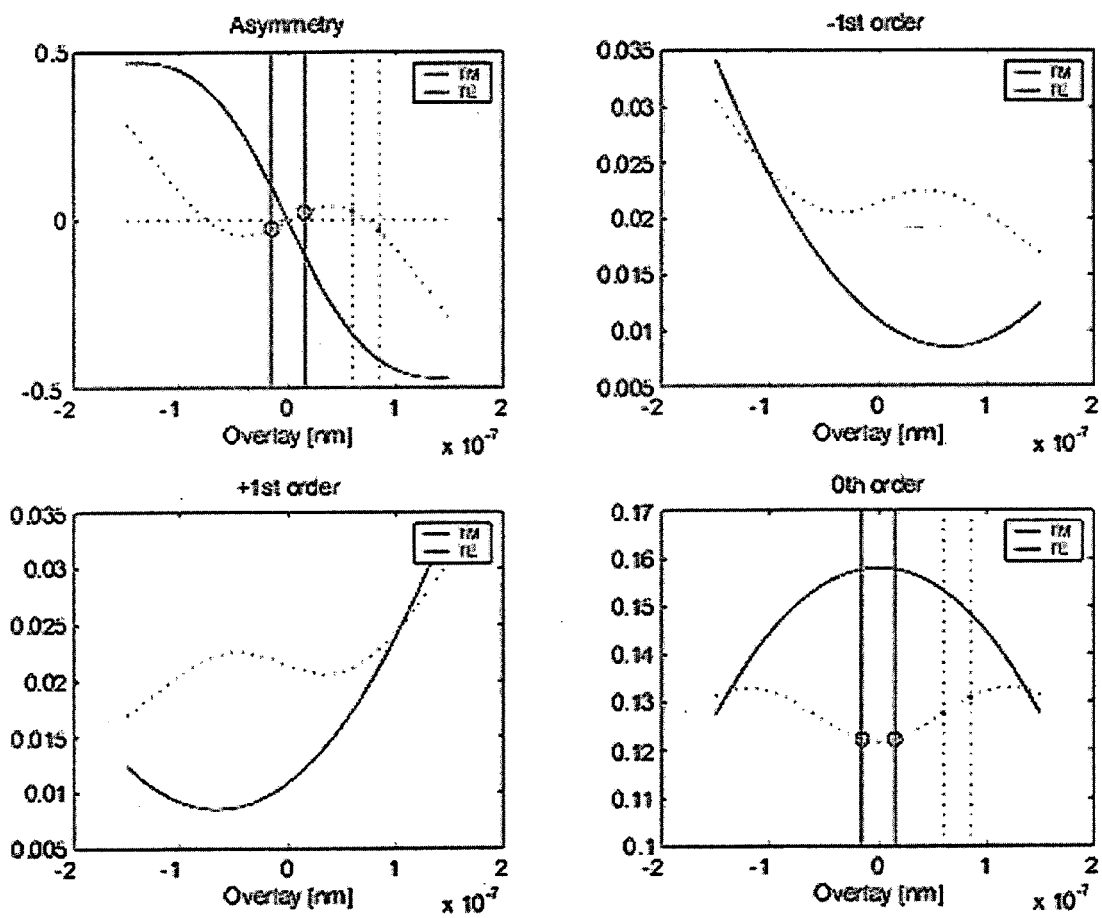 Asymmetry
0.5
0
-0.5
TM
TE
-2
-1
0
1
2
Overlay [nm]
x 10⁻⁷
-1st order
0.035
0.03
0.025
0.02
0.015
0.01
0.005
TM
TE
-2
-1
0
1
2
Overlay [nm]
x 10⁻⁷
+1st order
0.035
0.03
0.025
0.02
0.015
0.01
0.005
TM
TE
-2
-1
0
1
2
Overlay [nm]
x 10⁻⁷
0th order
0.17
0.16
0.15
0.14
0.13
0.12
0.11
0.1
TM
TE
-2
-1
0
1
2
Overlay [nm]
x 10⁻⁷